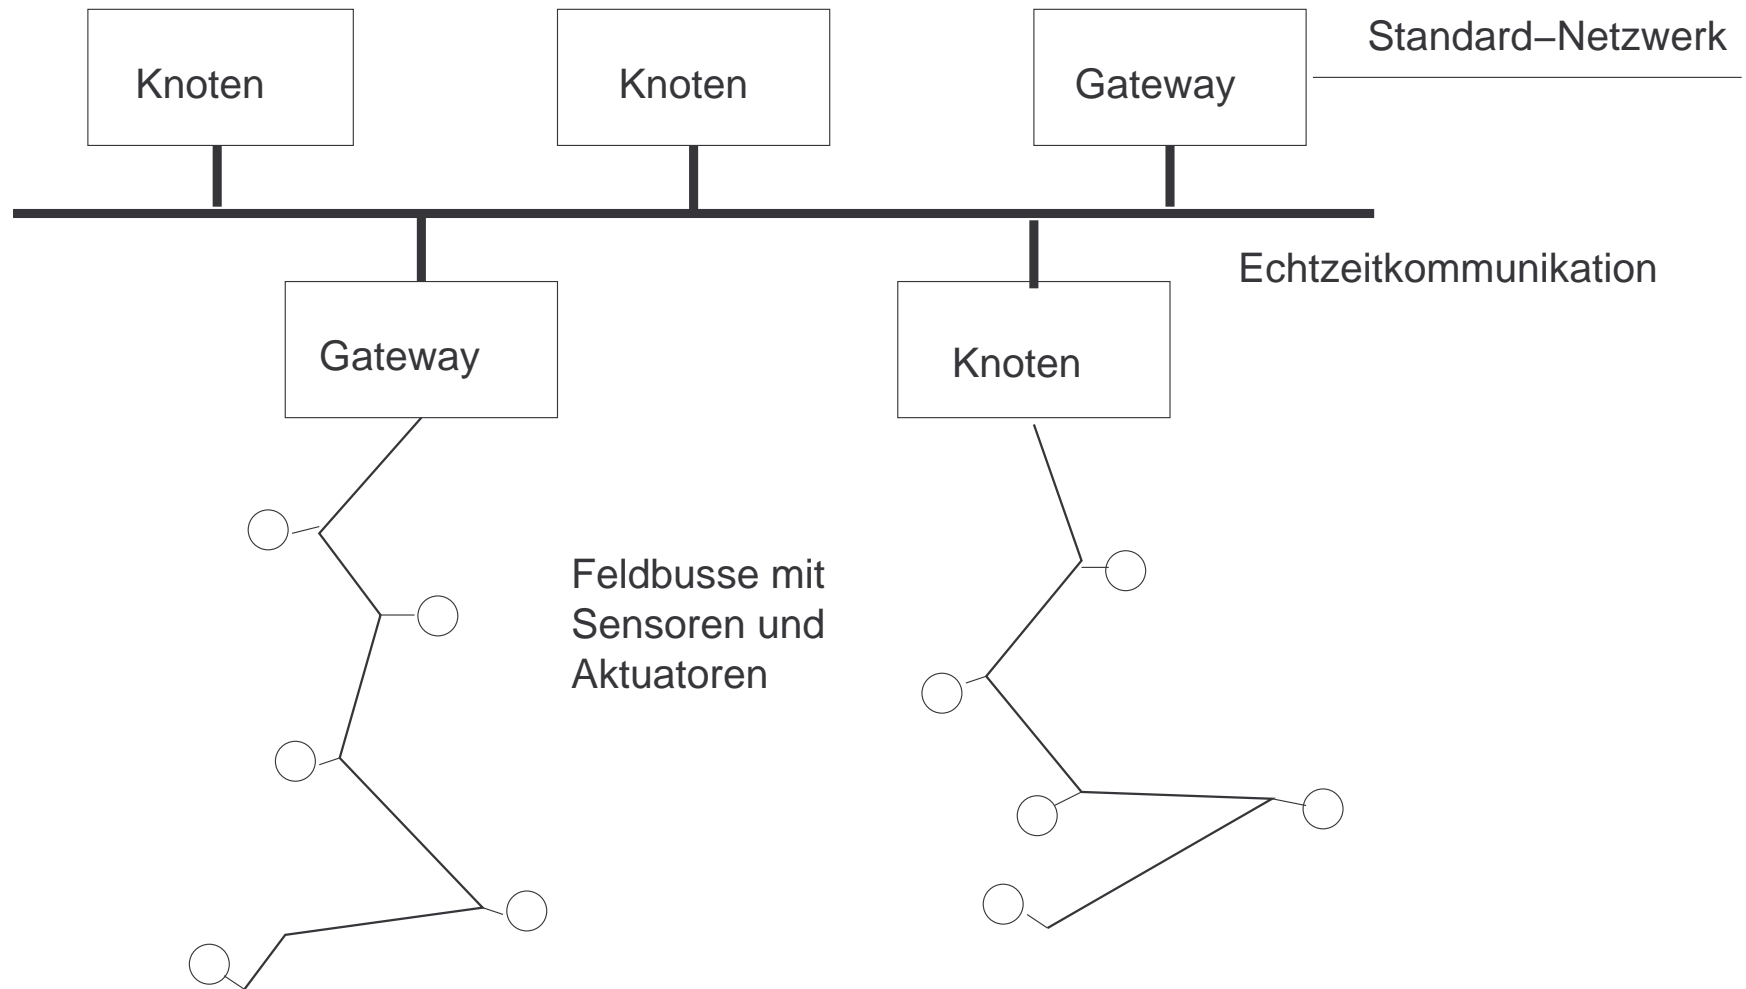 Standard–Netzwerk
Knoten
Knoten
Gateway
Echtzeitkommunikation
Gateway
Knoten
Feldbusse mit
Sensoren und
Aktuatoren